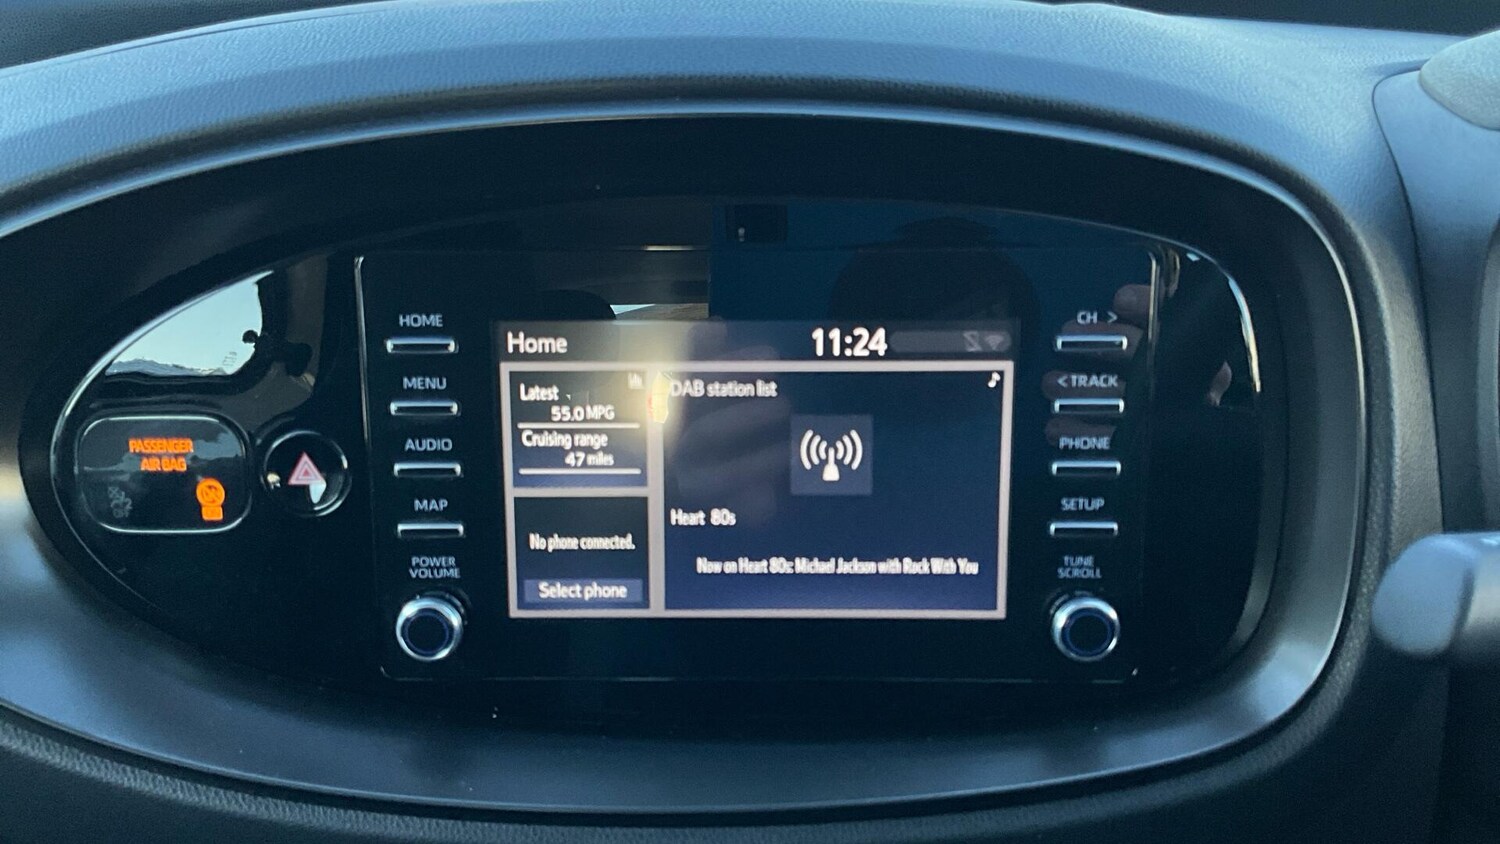 HOME
MENU
AUDIO
MAP
POWER
VOLUME
PASSENGER
AIR BAG
Home
11:24
Latest
55.0 MPG
Cruising range
47 miles
No phone connected.
Select phone
DAB station list
Heart 80s
Now on Heart 80s: Michael Jackson with Rock With You
CH >
< TRACK
PHONE
SETUP
TUNE
SCROLL